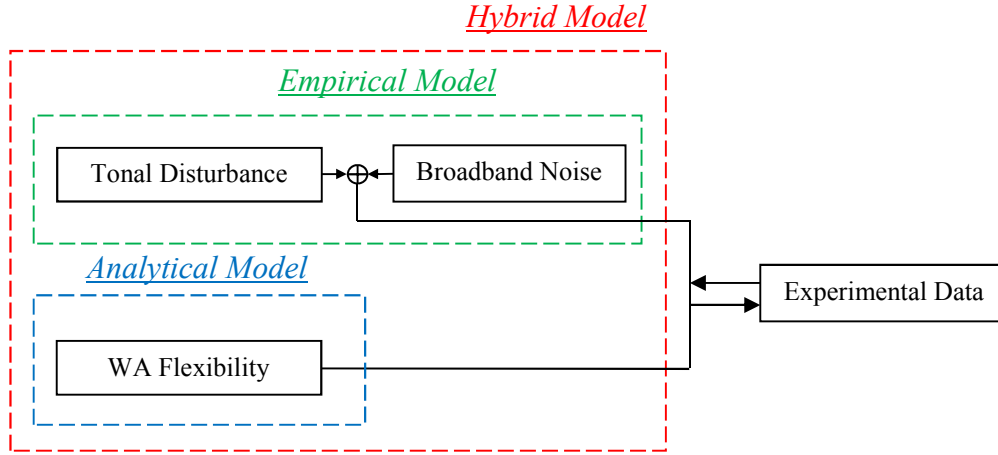 Hybrid Model
Empirical Model
Tonal Disturbance
Broadband Noise
Analytical Model
Experimental Data
WA Flexibility